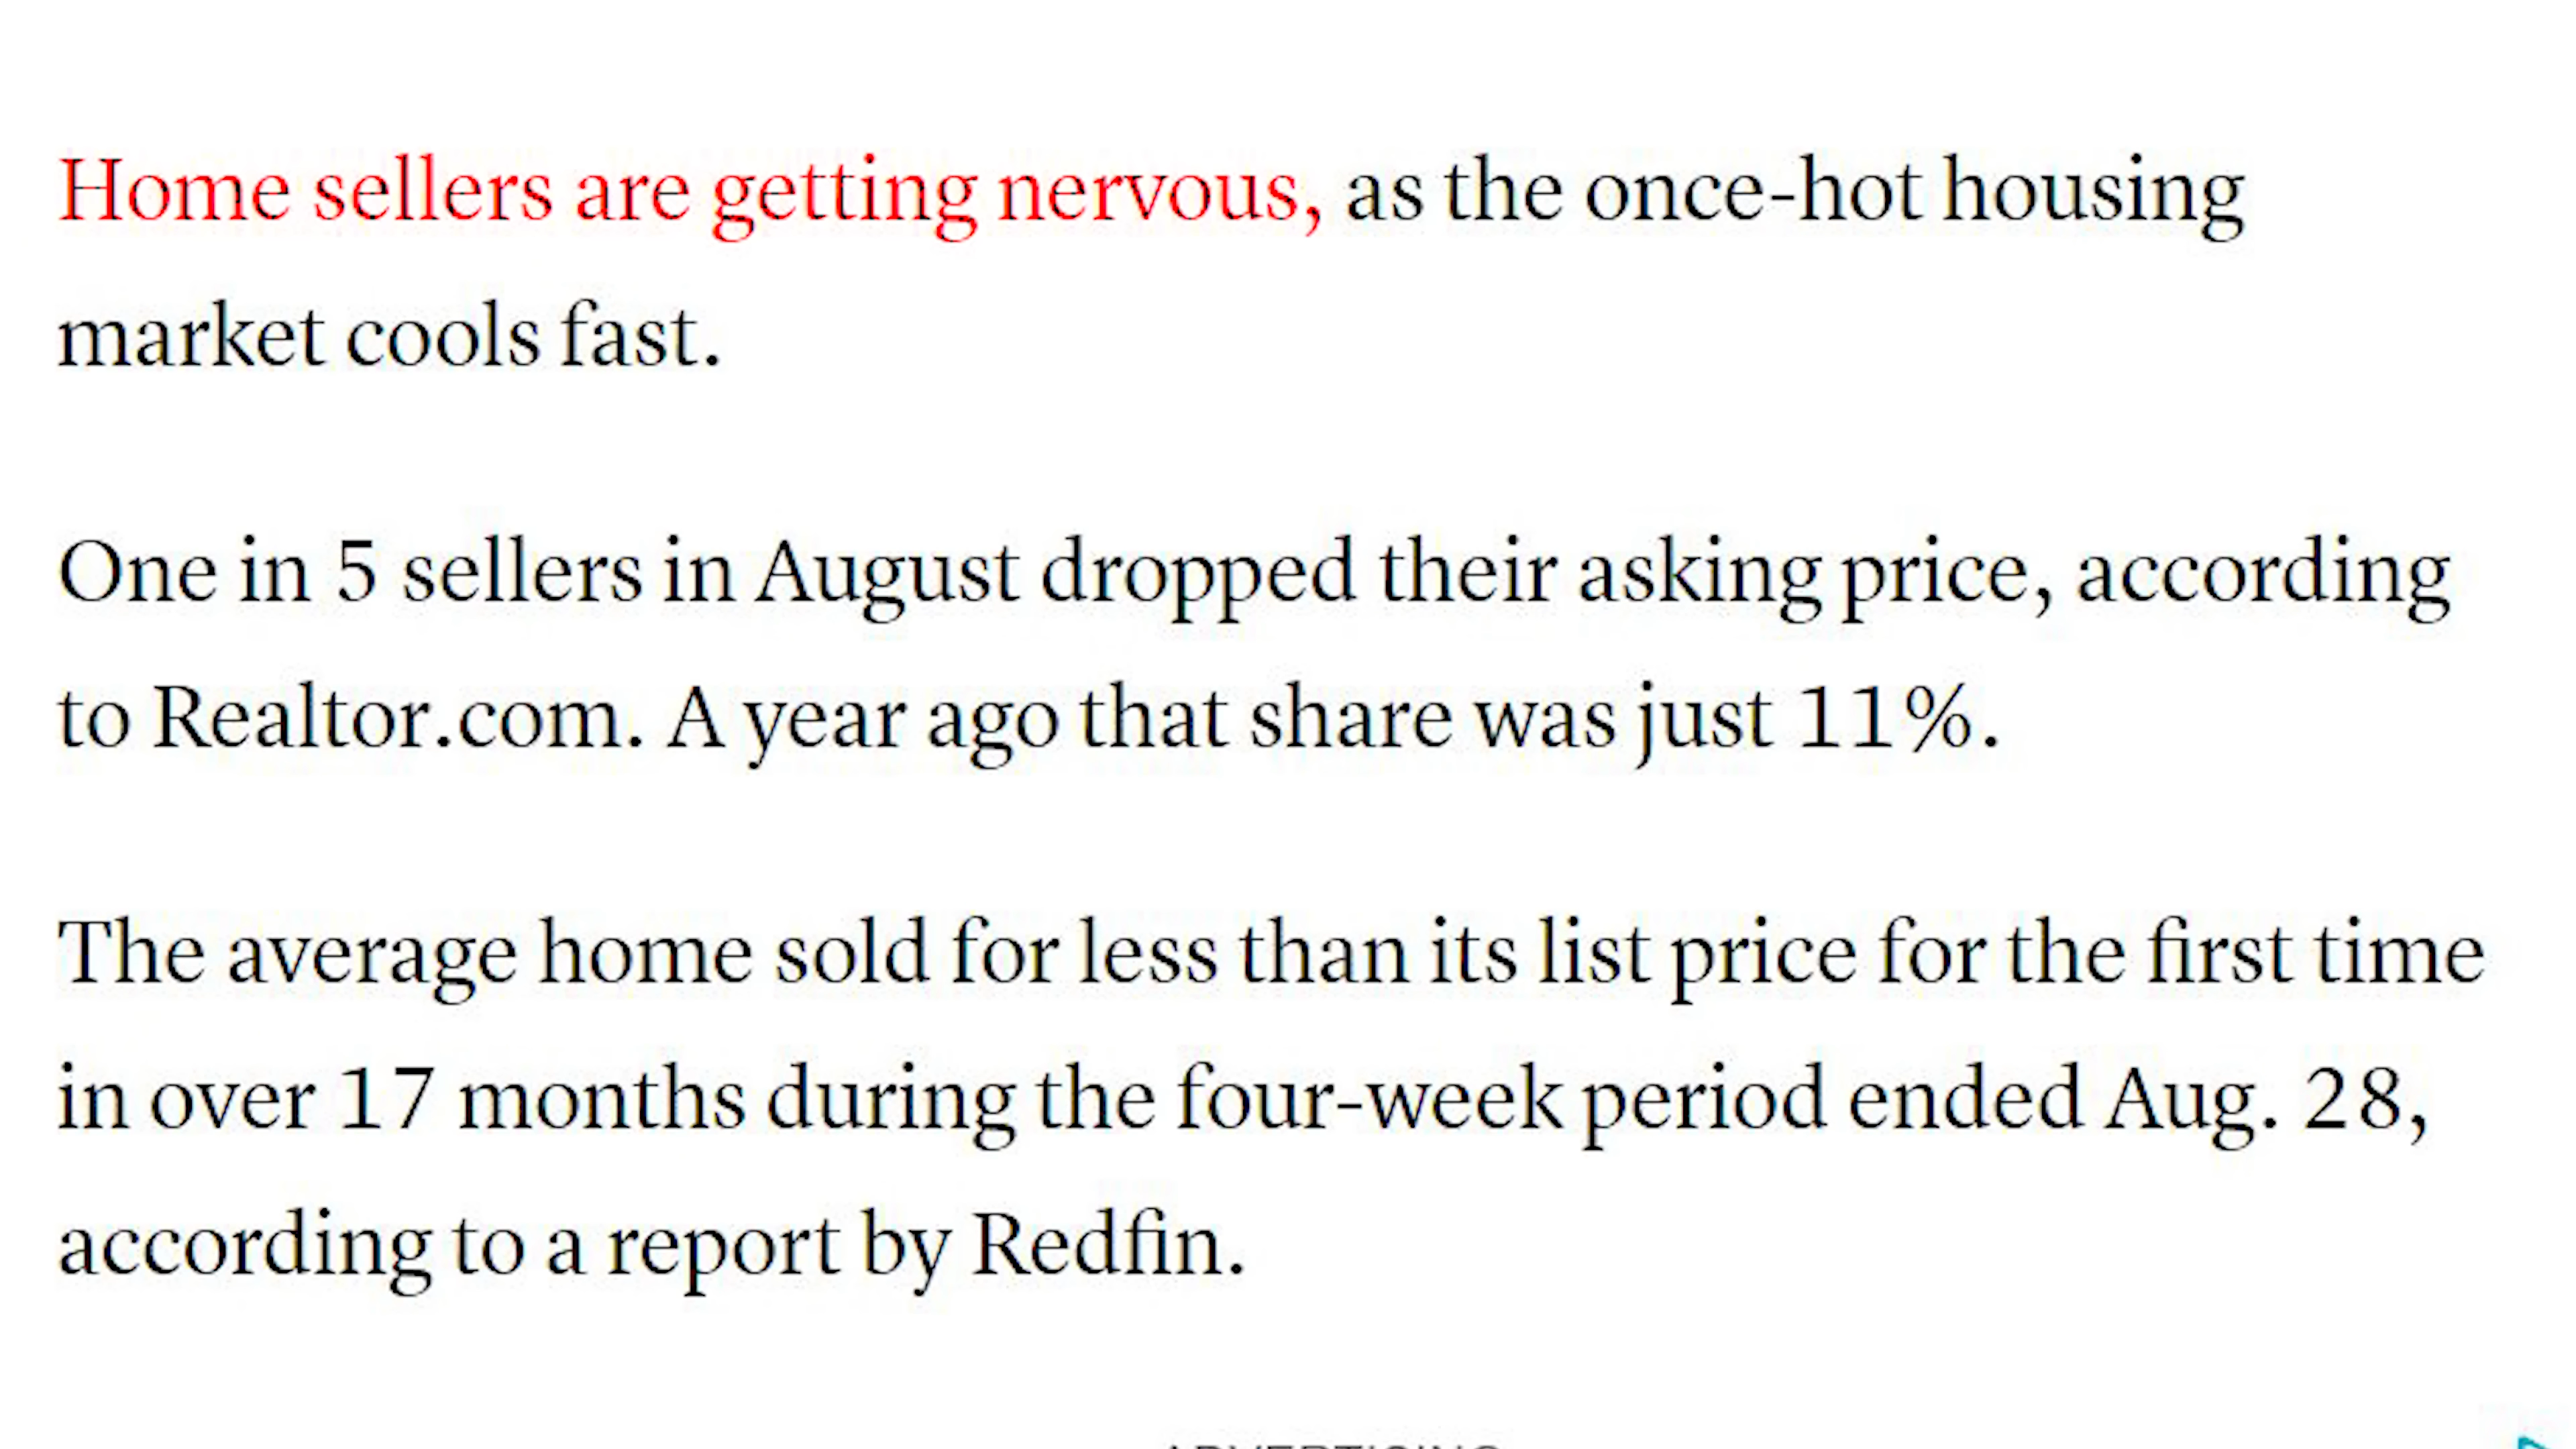 Home sellers are getting nervous, as the once-hot housing
market cools fast.
One in 5 sellers in August dropped their asking price, according
to Realtor.com. A year ago that share was just 11%.
The average home sold for less than its list price for the first time
in over 17 months during the four-week period ended Aug. 28,
according to a report by Redfin.